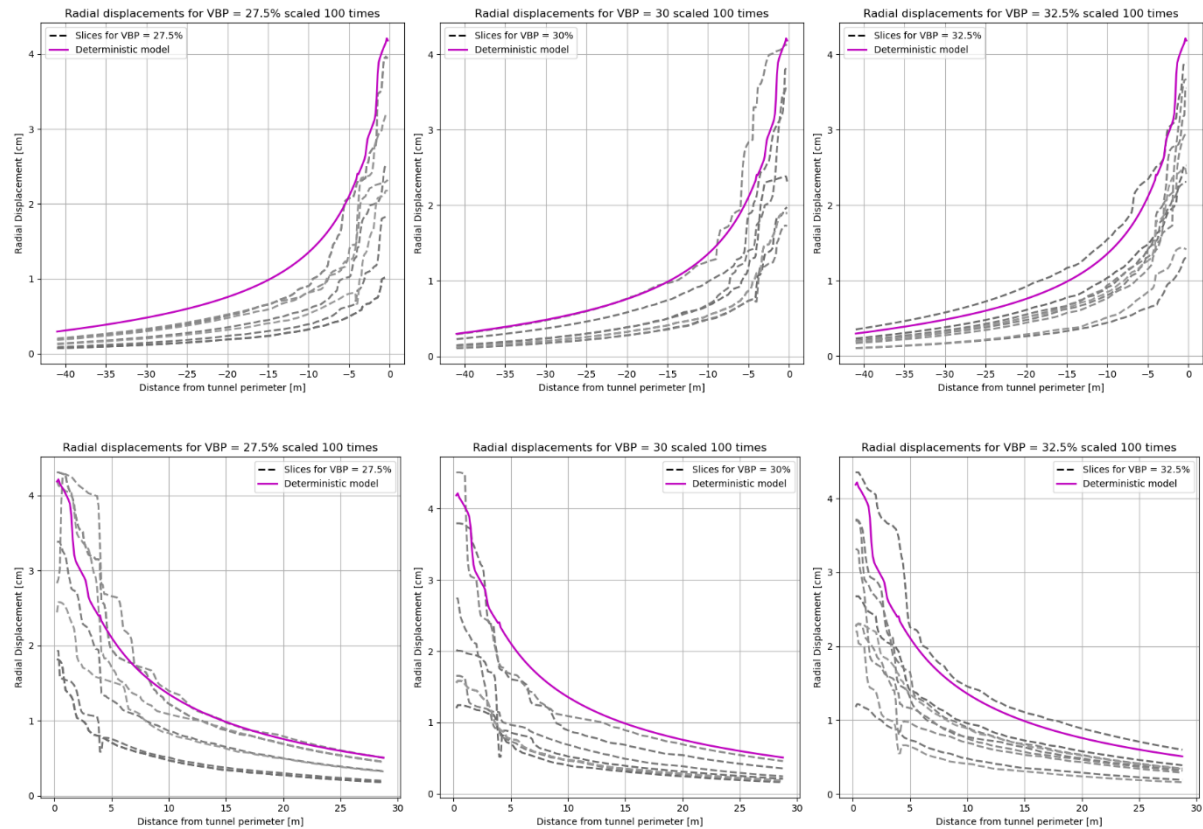 Radial displacements for VBP = 27.5% scaled 100 times
Slices for VBP = 27.5%
Deterministic model
Radial Displacement [cm]
4
3
2
1
0
−40 −35 −30 −25 −20 −15 −10 −5 0
Distance from tunnel perimeter [m]
Radial displacements for VBP = 30 scaled 100 times
Slices for VBP = 30%
Deterministic model
Radial Displacement [cm]
4
3
2
1
0
−40 −35 −30 −25 −20 −15 −10 −5 0
Distance from tunnel perimeter [m]
Radial displacements for VBP = 32.5% scaled 100 times
Slices for VBP = 32.5%
Deterministic model
Radial Displacement [cm]
4
3
2
1
0
−40 −35 −30 −25 −20 −15 −10 −5 0
Distance from tunnel perimeter [m]
Radial displacements for VBP = 27.5% scaled 100 times
Slices for VBP = 27.5%
Deterministic model
Radial Displacement [cm]
4
3
2
1
0
0 5 10 15 20 25 30
Distance from tunnel perimeter [m]
Radial displacements for VBP = 30 scaled 100 times
Slices for VBP = 30%
Deterministic model
Radial Displacement [cm]
4
3
2
1
0
0 5 10 15 20 25 30
Distance from tunnel perimeter [m]
Radial displacements for VBP = 32.5% scaled 100 times
Slices for VBP = 32.5%
Deterministic model
Radial Displacement [cm]
4
3
2
1
0
0 5 10 15 20 25 30
Distance from tunnel perimeter [m]